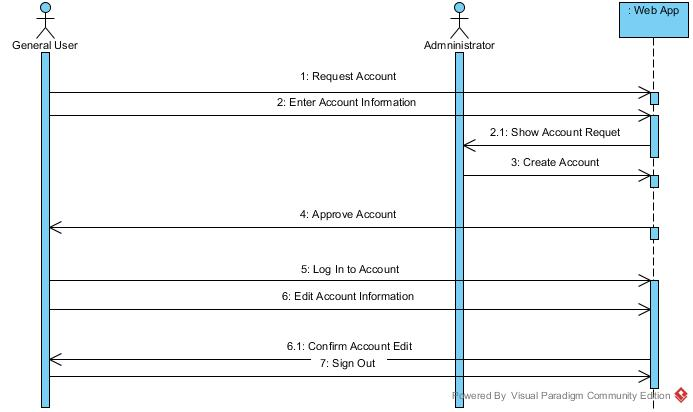 : Web App
General User
Admninistrator
1: Request Account
2: Enter Account Information
2.1: Show Account Requet
3: Create Account
4: Approve Account
5: Log In to Account
6: Edit Account Information
6.1: Confirm Account Edit
7: Sign Out
Powered By Visual Paradigm Community Edition